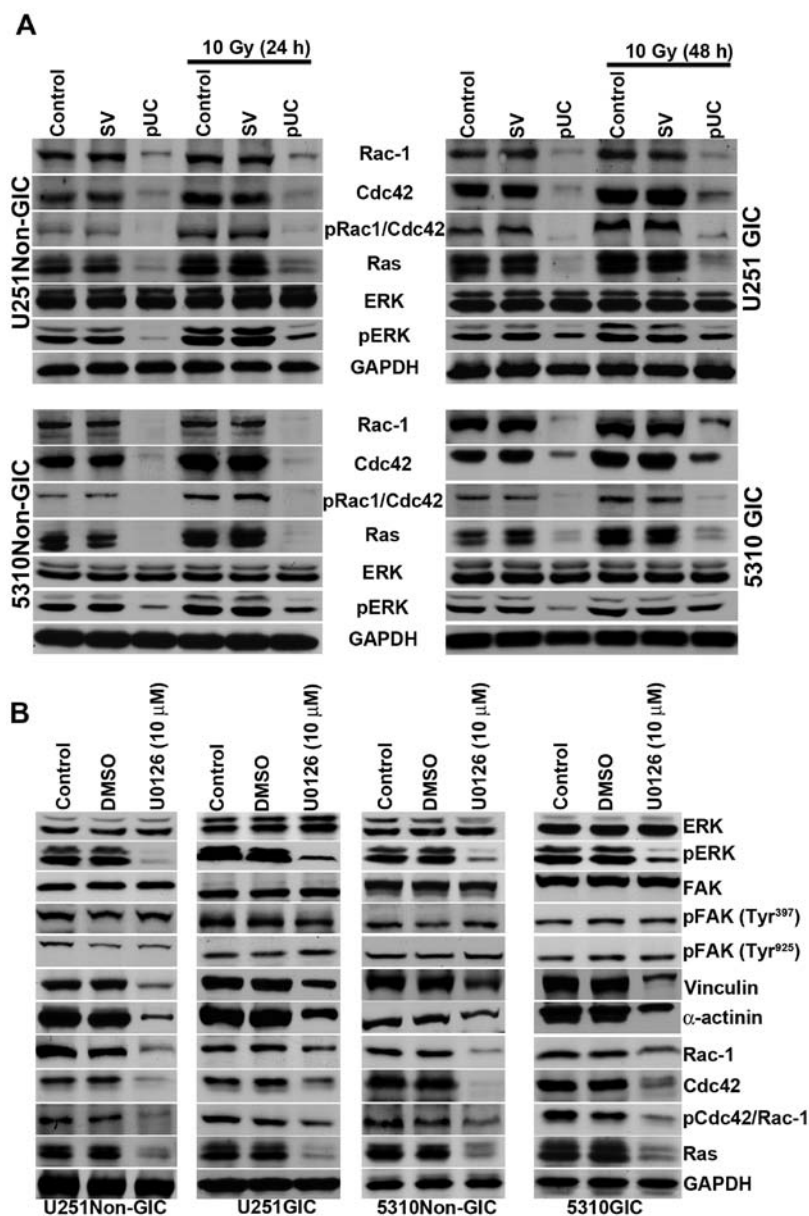 A
10 Gy (24 h)
10 Gy (48 h)
Control
SV
pUC
Control
SV
pUC
Control
SV
pUC
Control
SV
pUC
U251Non-GIC
Rac-1
Cdc42
pRac1/Cdc42
Ras
ERK
pERK
GAPDH
U251 GIC
5310Non-GIC
Rac-1
Cdc42
pRac1/Cdc42
Ras
ERK
pERK
GAPDH
5310 GIC
B
Control
DMSO
U0126 (10 µM)
Control
DMSO
U0126 (10 µM)
Control
DMSO
U0126 (10 µM)
Control
DMSO
U0126 (10 µM)
ERK
pERK
FAK
pFAK (Tyr³⁹⁷)
pFAK (Tyr⁹²⁵)
Vinculin
α-actinin
Rac-1
Cdc42
pCdc42/Rac-1
Ras
GAPDH
U251Non-GIC
U251GIC
5310Non-GIC
5310GIC